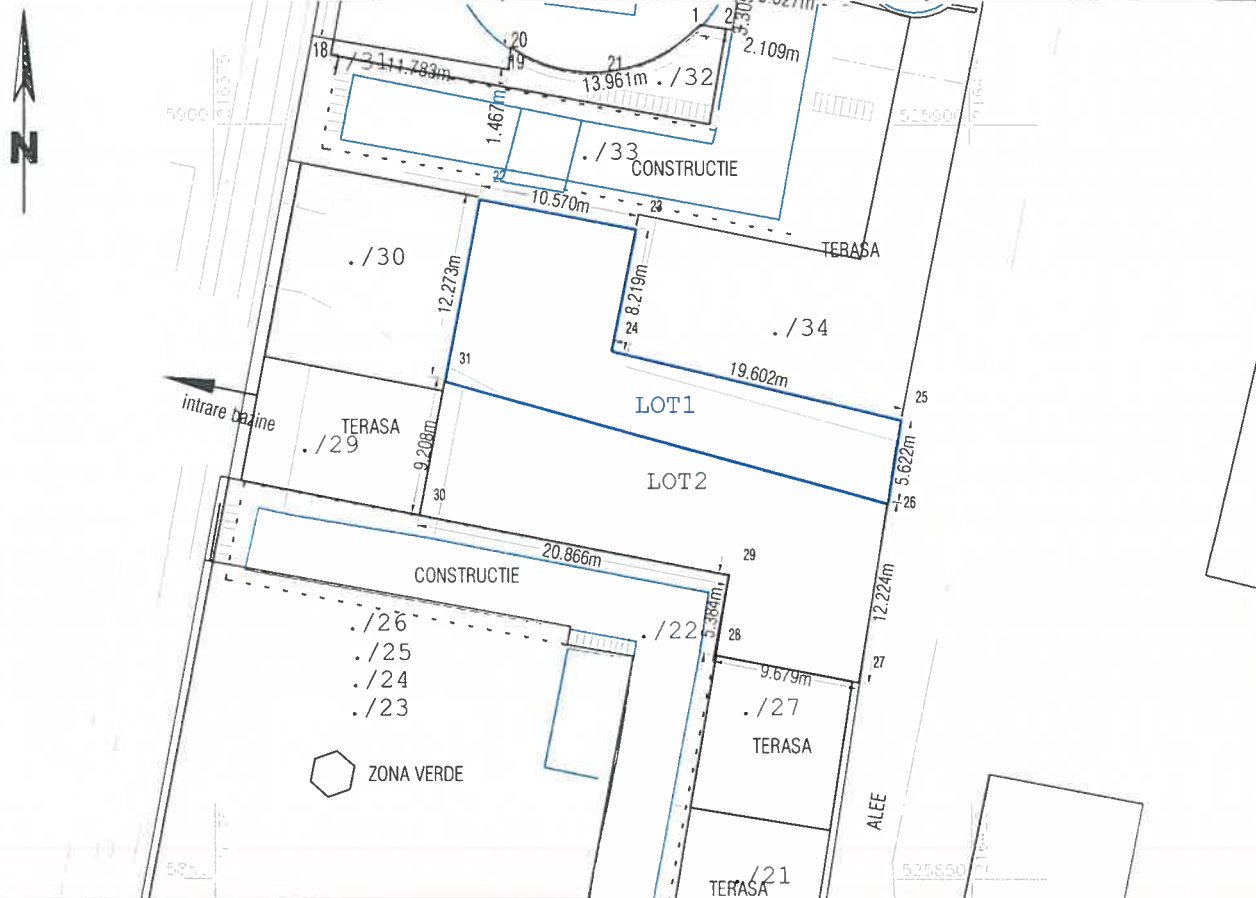 1
2
2.109m
18
20
19
21
./31
11.783m
13.961m
./32
N
1.467m
./33
CONSTRUCTIE
525900
22
10.570m
23
TERASA
./30
12.273m
8.219m
24
./34
31
19.602m
25
intrare bazine
LOT1
TERASA
./29
9.208m
5.622m
LOT2
30
26
20.866m
29
CONSTRUCTIE
12.224m
5.384m
./26
./22
28
./25
27
9.679m
./24
./23
./27
TERASA
ZONA VERDE
ALEE
525850
./21
TERASA